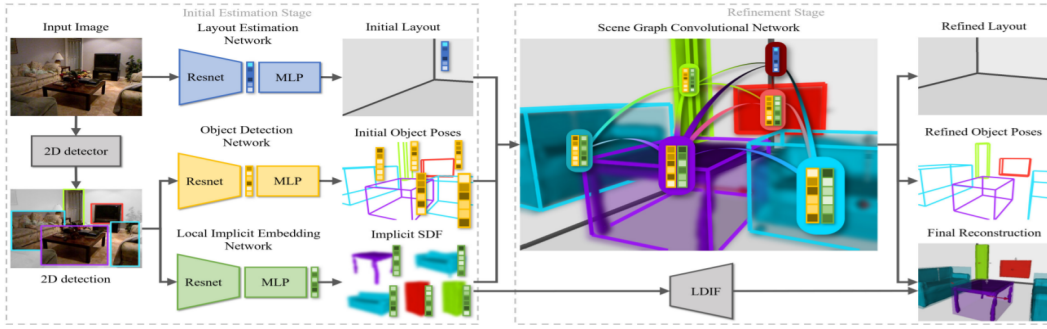 Initial Estimation Stage
Refinement Stage
Input Image
Layout Estimation
Network
Initial Layout
Scene Graph Convolutional Network
Refined Layout
Resnet
MLP
2D detector
Object Detection
Network
Initial Object Poses
Refined Object Poses
Resnet
MLP
Local Implicit Embedding
Network
Implicit SDF
Final Reconstruction
2D detection
Resnet
MLP
LDIF